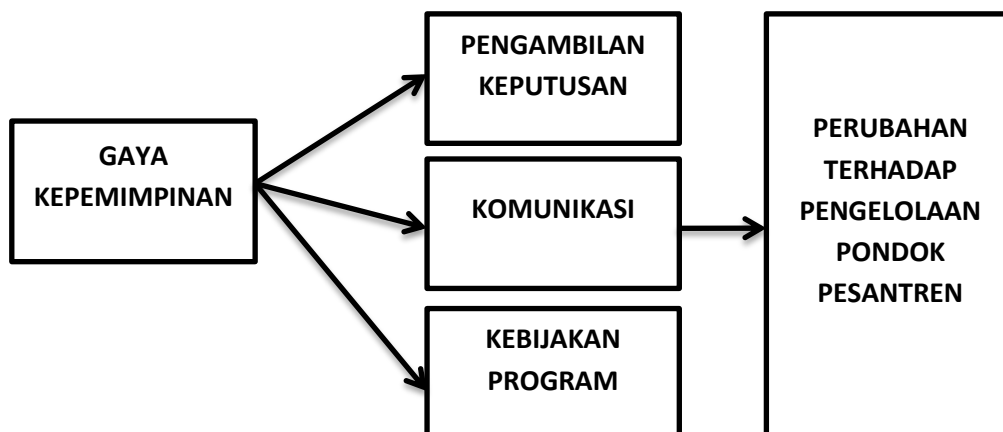 GAYA
KEPEMIMPINAN
PENGAMBILAN
KEPUTUSAN
KOMUNIKASI
KEBIJAKAN
PROGRAM
PERUBAHAN
TERHADAP
PENGELOLAAN
PONDOK
PESANTREN